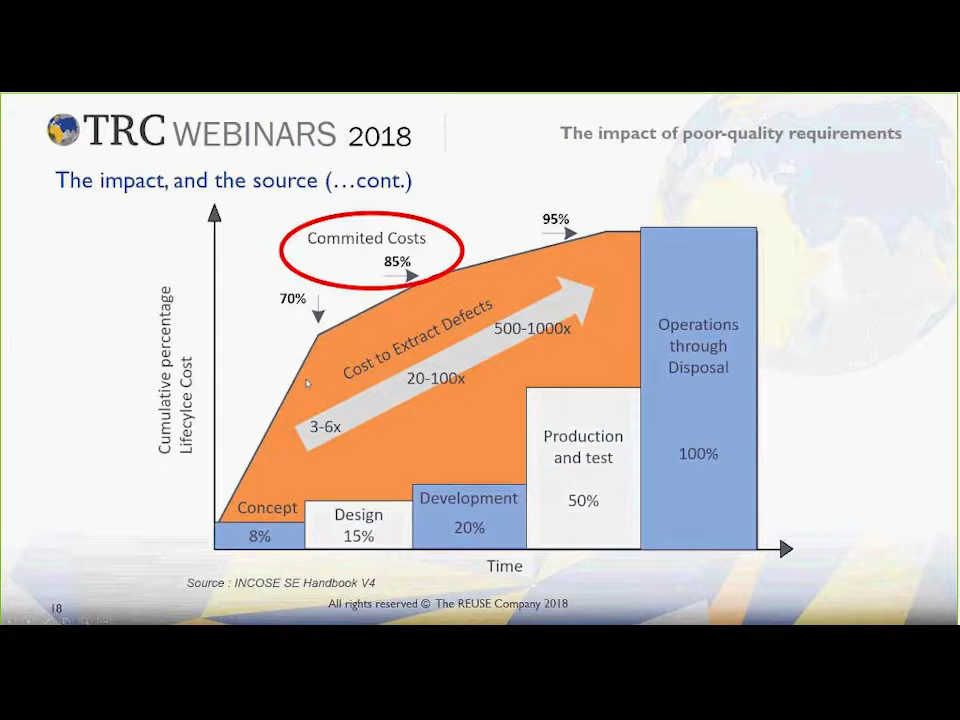 TRC WEBINARS 2018
The impact of poor-quality requirements
The impact, and the source (…cont.)
Commited Costs
95%
85%
70%
Cumulative percentage
Lifecylce Cost
Cost to Extract Defects
500-1000x
20-100x
3-6x
Operations
through
Disposal
100%
Production
and test
50%
Development
20%
Concept
8%
Design
15%
Time
Source : INCOSE SE Handbook V4
18
All rights reserved © The REUSE Company 2018